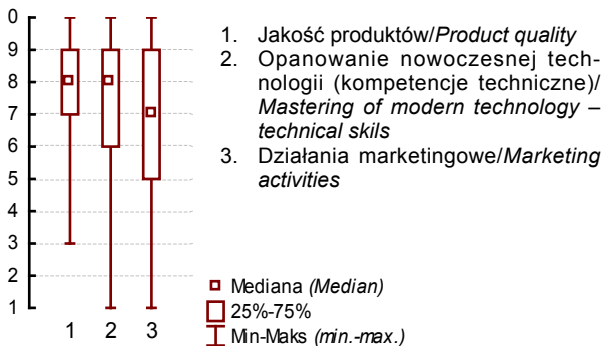 0
9
8
7
6
5
4
3
2
1
1 2 3
1. Jakość produktów/Product quality
2. Opanowanie nowoczesnej tech-
nologii (kompetencje techniczne)/
Mastering of modern technology –
technical skils
3. Działania marketingowe/Marketing
activities
Mediana (Median)
25%-75%
Min-Maks (min.-max.)